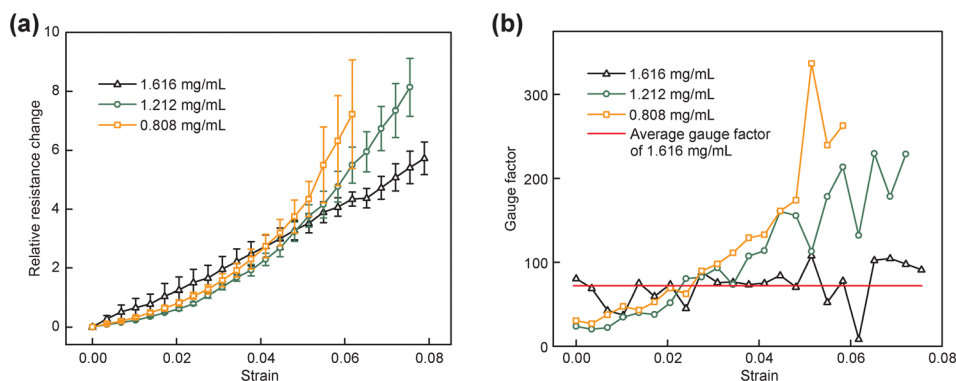 (a)
10
8
6
4
2
0
Relative resistance change
1.616 mg/mL
1.212 mg/mL
0.808 mg/mL
0.00
0.02
0.04
0.06
0.08
Strain
(b)
300
200
100
0
Gauge factor
1.616 mg/mL
1.212 mg/mL
0.808 mg/mL
Average gauge factor
of 1.616 mg/mL
0.00
0.02
0.04
0.06
0.08
Strain